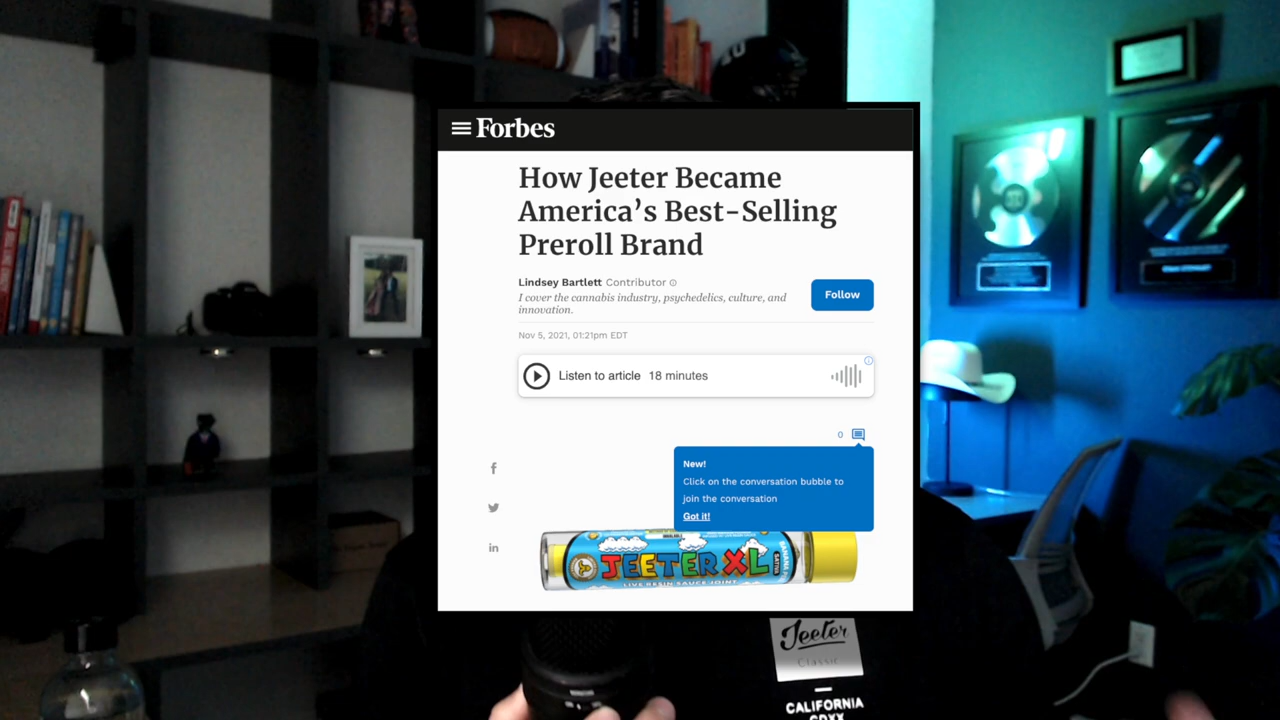 Forbes
How Jeeter Became
America's Best-Selling
Preroll Brand
Lindsey Bartlett Contributor
I cover the cannabis industry, psychedelics, culture, and
innovation.
Follow
Nov 5, 2021, 01:21pm EDT
Listen to article 18 minutes
0
New!
Click on the conversation bubble to
join the conversation
Got it!
JEETER XL
SATIVA
LIVE RESIN SAUCE JOINT
Jeeter
Classic
CALIFORNIA